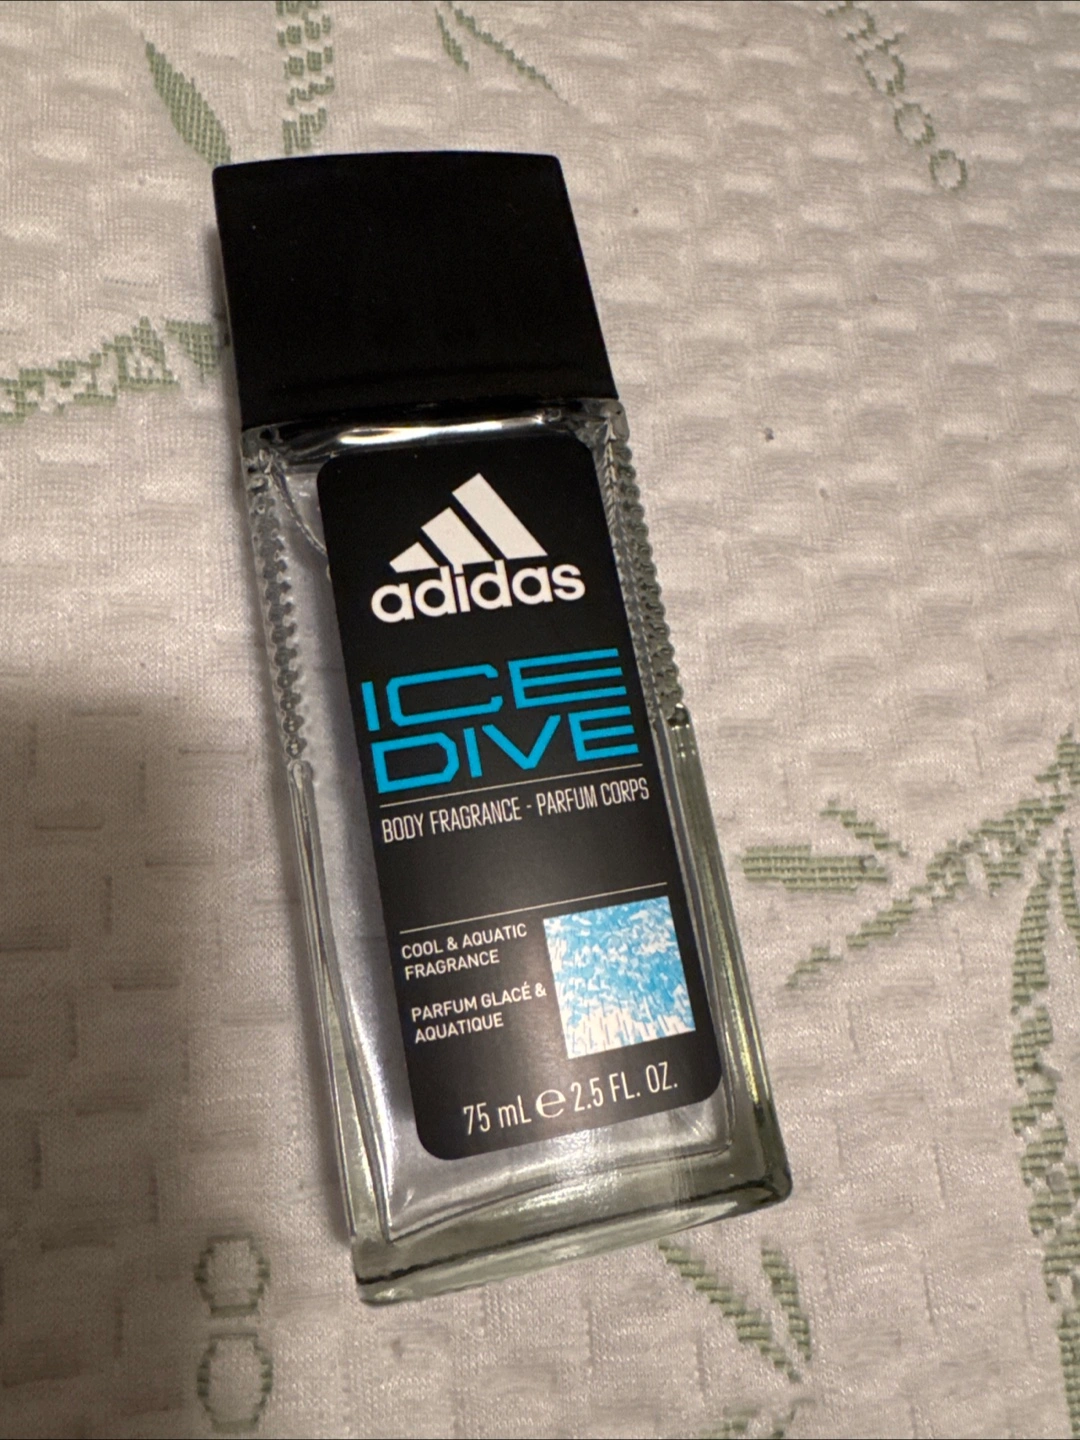 adidas
ICE
DIVE
BODY FRAGRANCE - PARFUM CORPS
COOL & AQUATIC
FRAGRANCE
PARFUM GLACÉ &
AQUATIQUE
75 mL ℮ 2.5 FL. OZ.